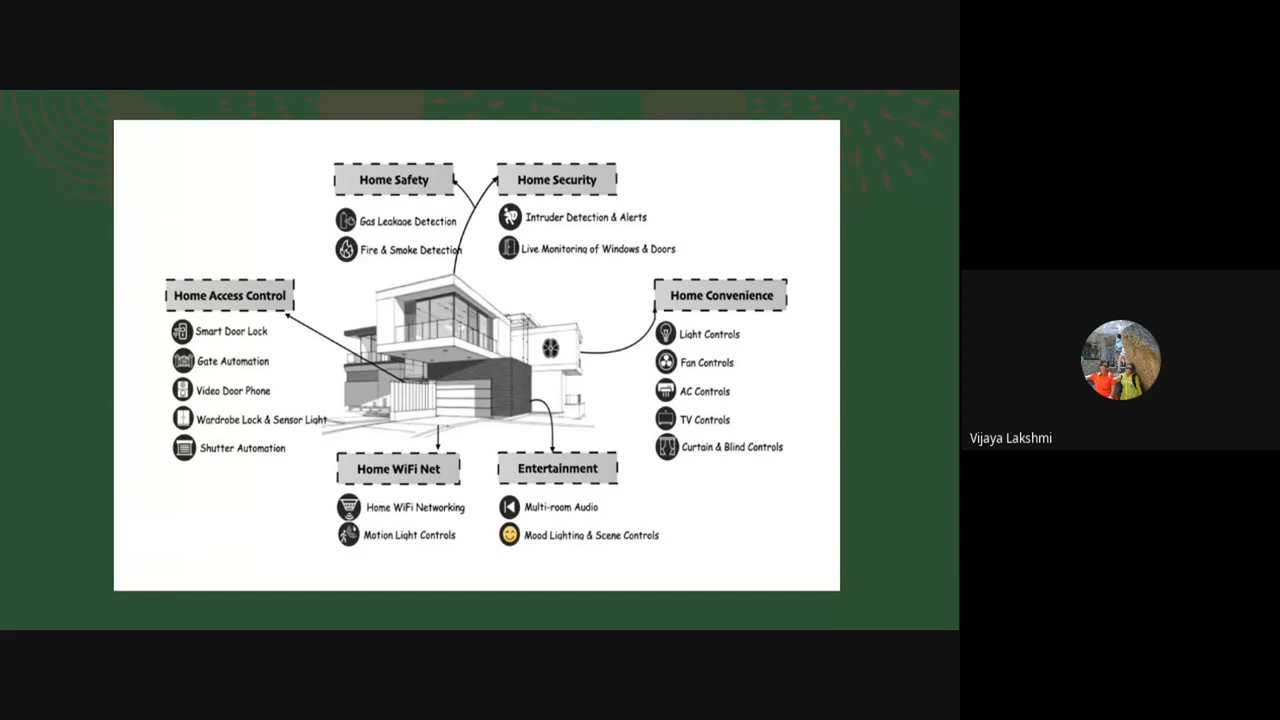 Home Safety
Gas Leakage Detection
Fire & Smoke Detection
Home Security
Intruder Detection & Alerts
Live Monitoring of Windows & Doors
Home Access Control
Smart Door Lock
Gate Automation
Video Door Phone
Wardrobe Lock & Sensor Light
Shutter Automation
Home Convenience
Light Controls
Fan Controls
AC Controls
TV Controls
Curtain & Blind Controls
Home WiFi Net
Home WiFi Networking
Motion Light Controls
Entertainment
Multi-room Audio
Mood Lighting & Scene Controls
Vijaya Lakshmi